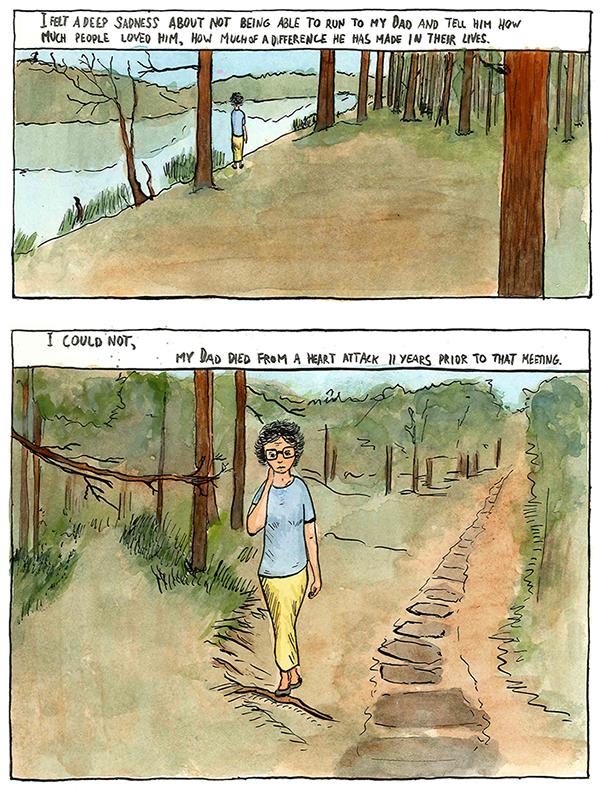 I FELT A DEEP SADNESS ABOUT NOT BEING ABLE TO RUN TO MY DAD AND TELL HIM HOW
MUCH PEOPLE LOVED HIM, HOW MUCH OF A DIFFERENCE HE HAS MADE IN THEIR LIVES.
I COULD NOT,
MY DAD DIED FROM A HEART ATTACK 11 YEARS PRIOR TO THAT MEETING.